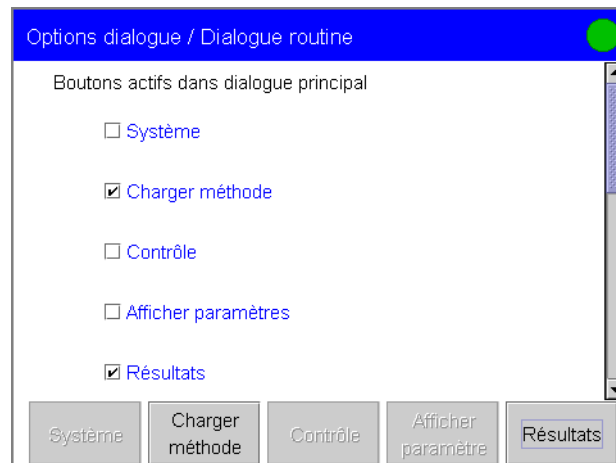 Options dialogue / Dialogue routine
Boutons actifs dans dialogue principal
Système
Charger méthode
Contrôle
Afficher paramètres
Résultats
Système
Charger
méthode
Contrôle
Afficher
paramètre
Résultats